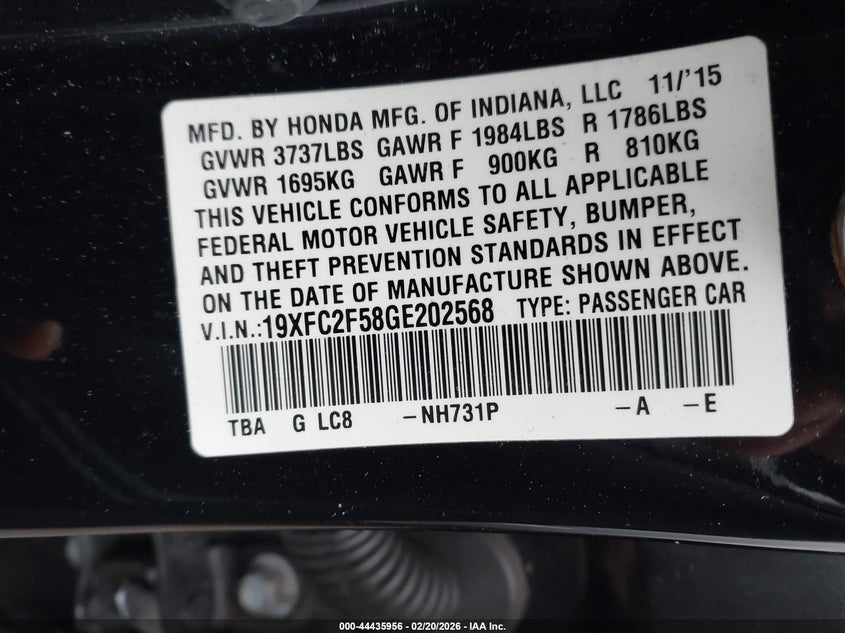 MFD. BY HONDA MFG. OF INDIANA, LLC 11/'15
GVWR 3737LBS GAWR F 1984LBS R 1786LBS
GVWR 1695KG GAWR F 900KG R 810KG
THIS VEHICLE CONFORMS TO ALL APPLICABLE
FEDERAL MOTOR VEHICLE SAFETY, BUMPER,
AND THEFT PREVENTION STANDARDS IN EFFECT
ON THE DATE OF MANUFACTURE SHOWN ABOVE.
V.I.N.:19XFC2F58GE202568 TYPE: PASSENGER CAR
TBA G LC8 –NH731P –A –E
000-44435956 - 02/20/2026 - IAA Inc.